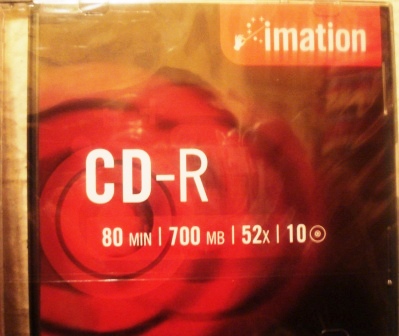 imation
CD-R
80 MIN | 700 MB | 52X | 10